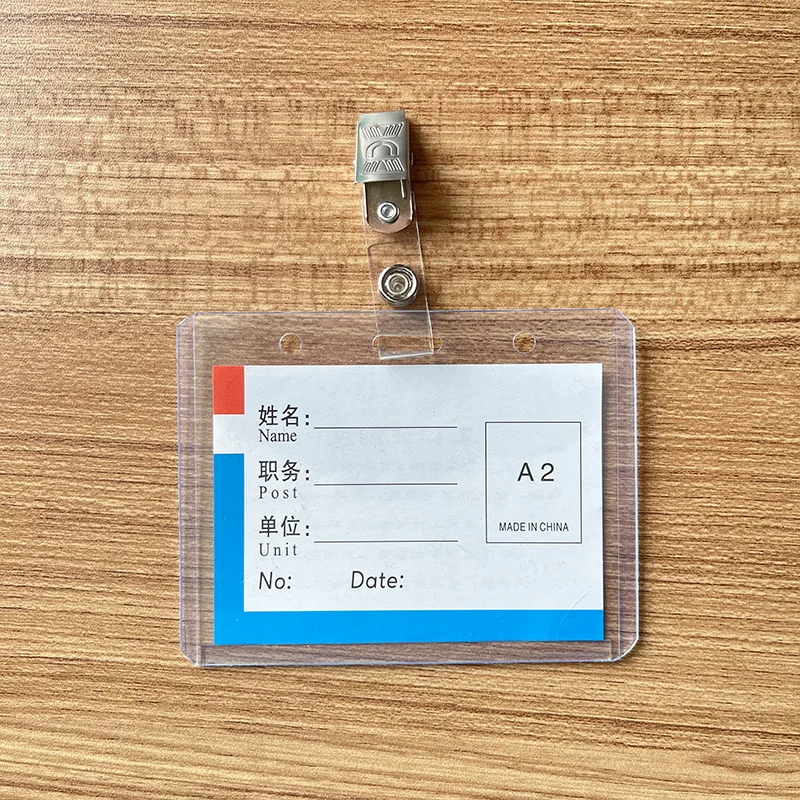 姓名:
Name
职务:
Post
单位:
Unit
No: Date:
A2
MADE IN CHINA